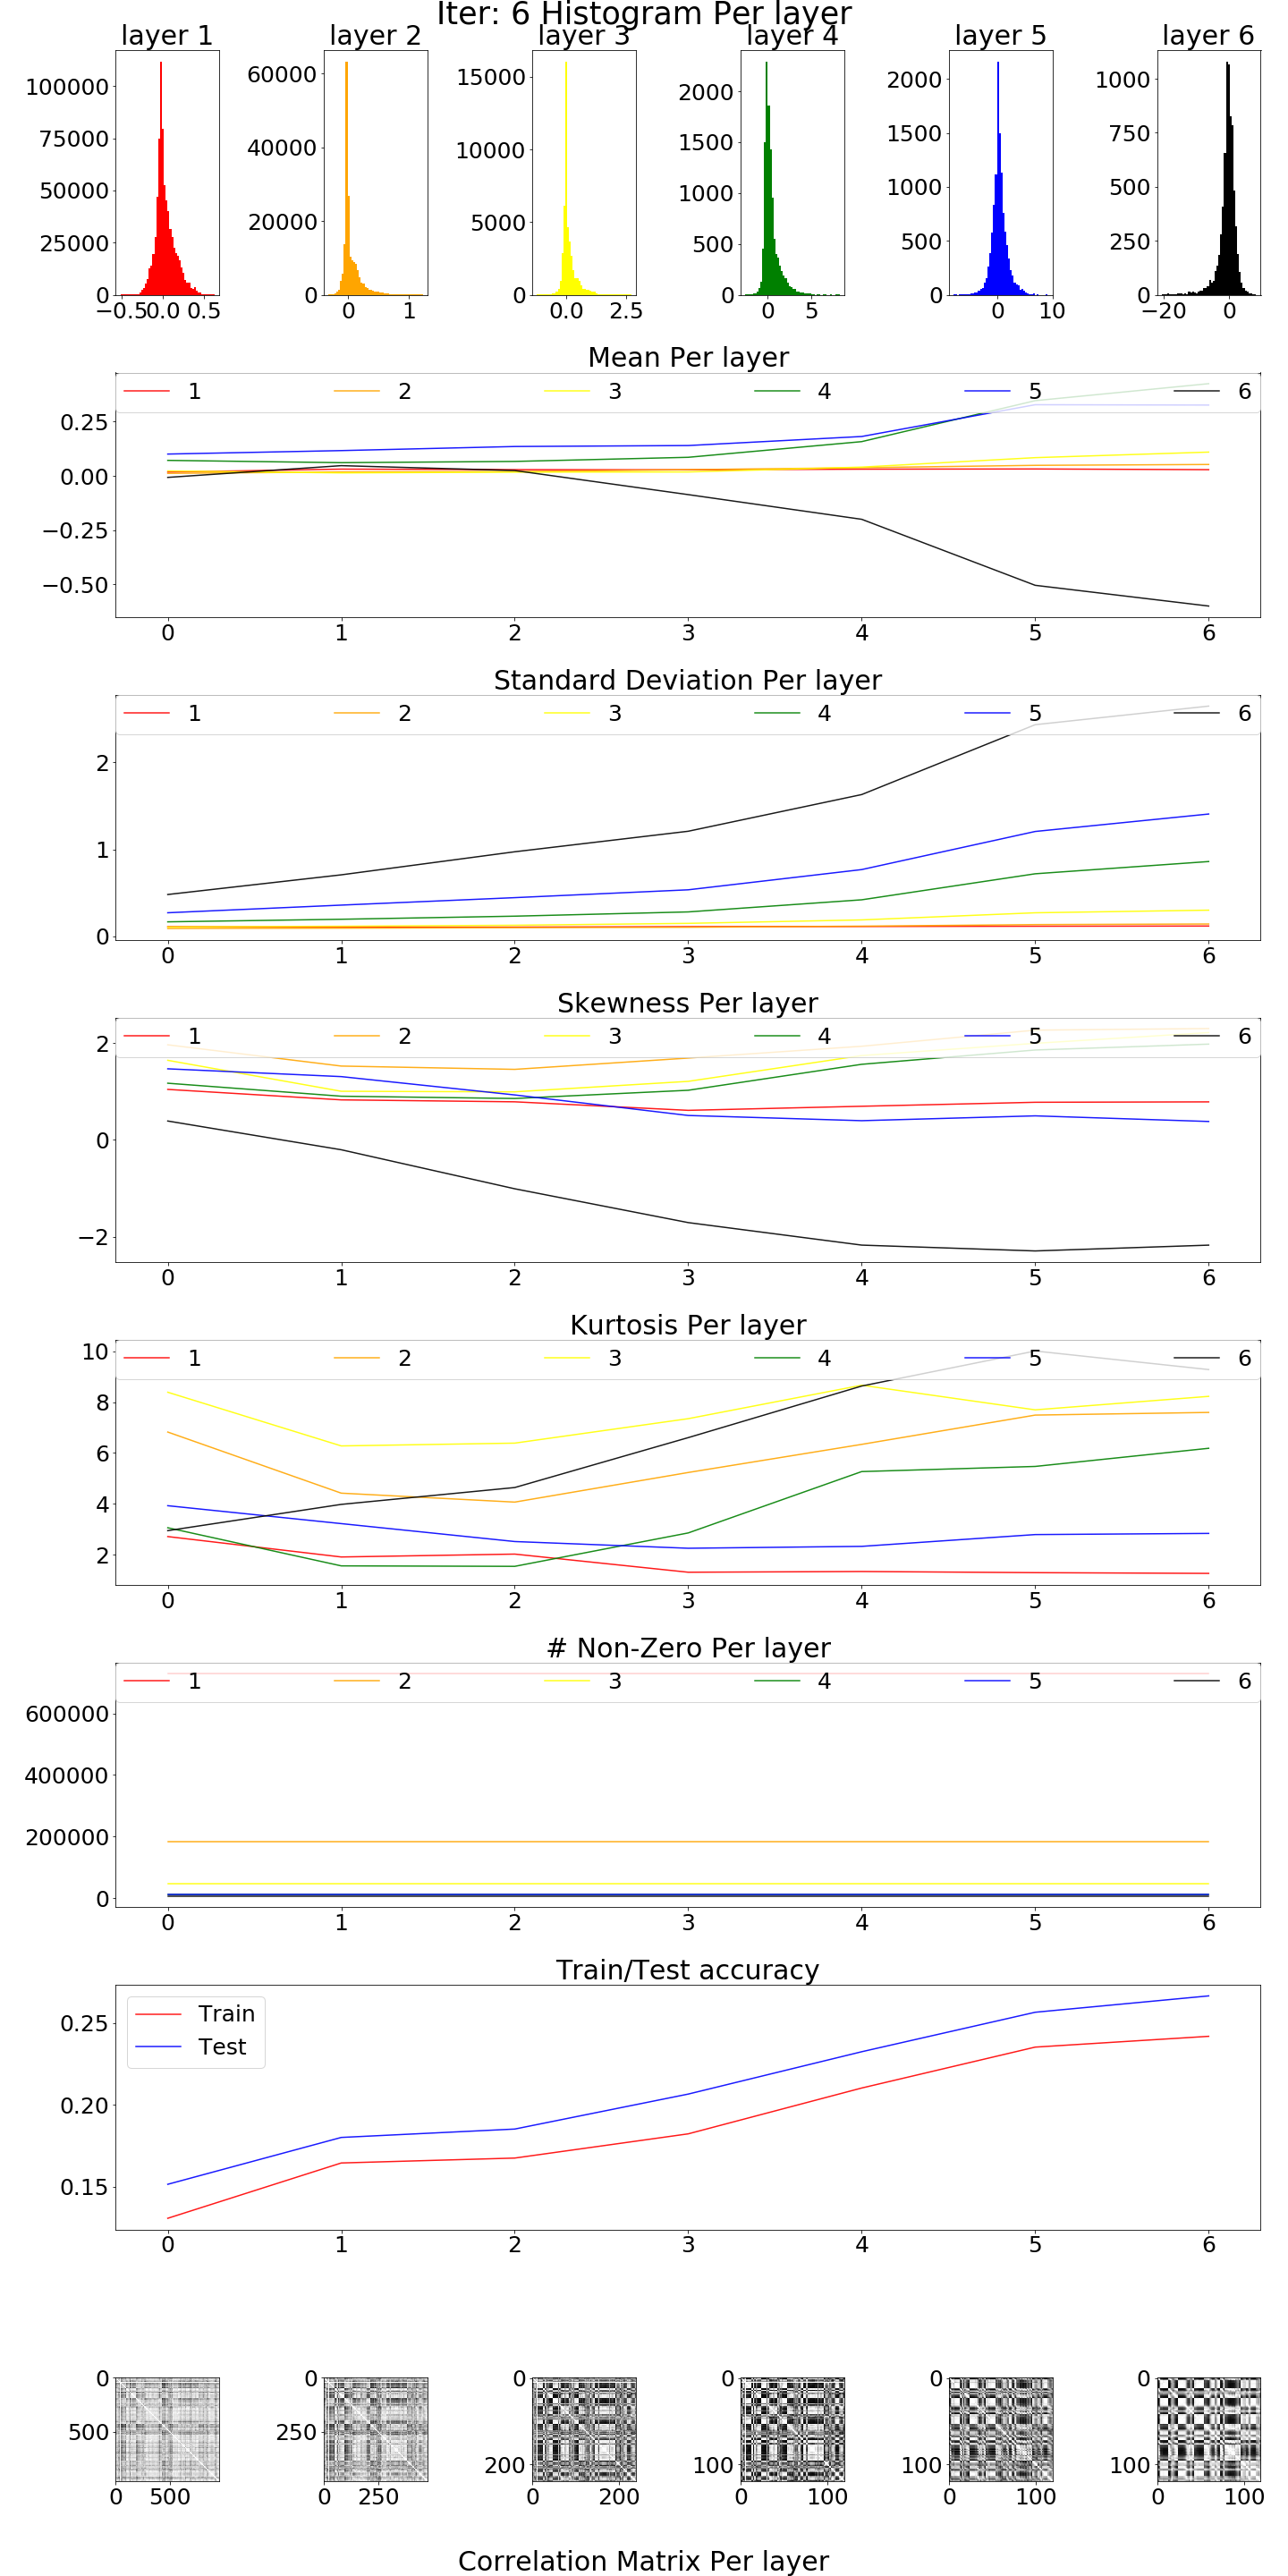 Iter: 6 Histogram Per layer
layer 1 layer 2 layer 3 layer 4 layer 5 layer 6
100000 75000 50000 25000 0
−0.5 0.0 0.5
60000 40000 20000 0
0 1
15000 10000 5000 0
0.0 2.5
2000 1500 1000 500 0
0 5
2000 1500 1000 500 0
0 10
1000 750 500 250 0
−20 0
Mean Per layer
1 2 3 4 5 6
0.25
0.00
−0.25
−0.50
0 1 2 3 4 5 6
Standard Deviation Per layer
1 2 3 4 5 6
2
1
0
0 1 2 3 4 5 6
Skewness Per layer
1 2 3 4 5 6
2
0
−2
0 1 2 3 4 5 6
Kurtosis Per layer
1 2 3 4 5 6
10
8
6
4
2
0 1 2 3 4 5 6
# Non-Zero Per layer
1 2 3 4 5 6
600000
400000
200000
0
0 1 2 3 4 5 6
Train/Test accuracy
Train
Test
0.25
0.20
0.15
0 1 2 3 4 5 6
0 500
0 500
0 250
0 250
0 200
0 200
0 100
0 100
0 100
0 100
0 100
0 100
Correlation Matrix Per layer